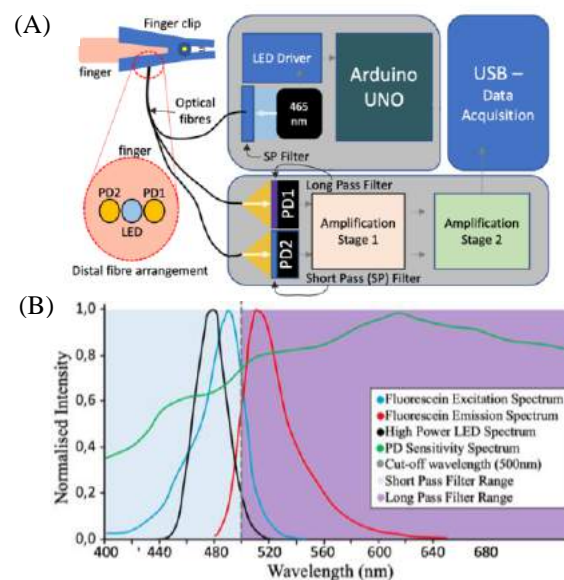 (A)
Finger clip
finger
Optical
fibres
finger
PD2
PD1
LED
Distal fibre arrangement
LED Driver
465
nm
SP Filter
Arduino
UNO
USB –
Data
Acquisition
Long Pass Filter
PD1
PD2
Short Pass (SP) Filter
Amplification
Stage 1
Amplification
Stage 2
(B)
Normalised Intensity
1,0
0,8
0,6
0,4
0,2
0,0
400
440
480
520
560
600
640
680
Wavelength (nm)
Fluorescein Excitation Spectrum
Fluorescein Emission Spectrum
High Power LED Spectrum
PD Sensitivity Spectrum
Cut-off wavelength (500nm)
Short Pass Filter Range
Long Pass Filter Range